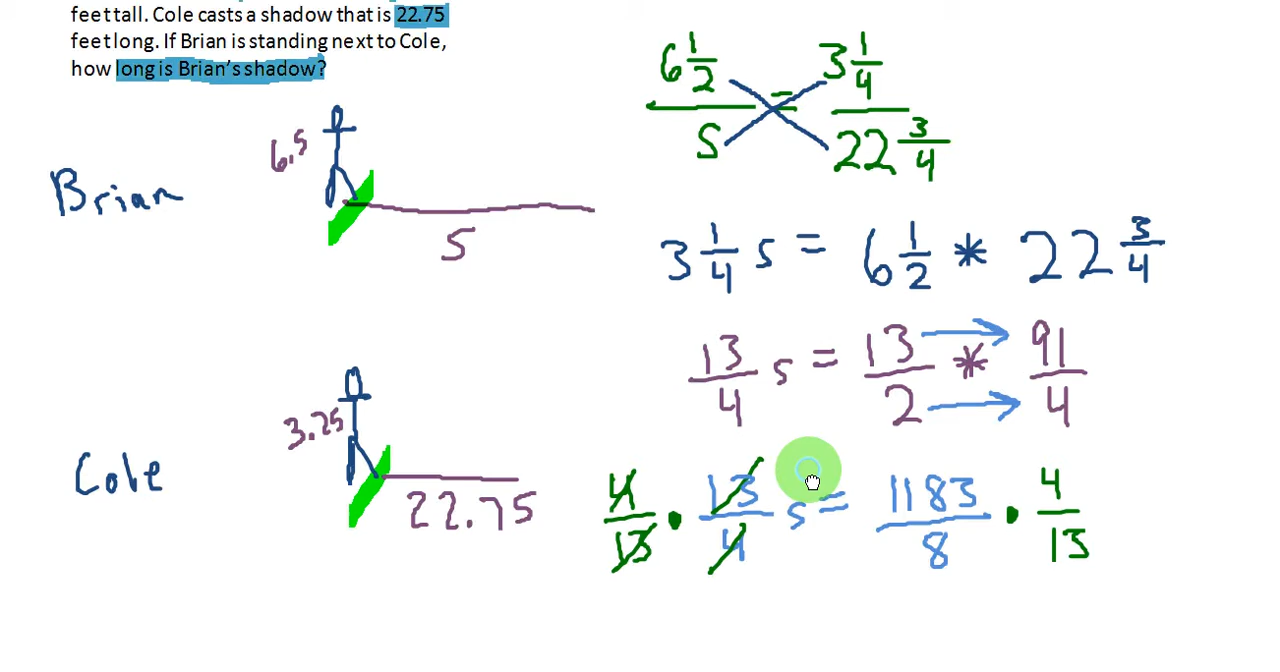 feet tall. Cole casts a shadow that is 22.75
feet long. If Brian is standing next to Cole,
how long is Brian's shadow?
6 1/2 / S = 3 1/4 / 22 3/4
6.5
Brian
S
3 1/4 s = 6 1/2 * 22 3/4
13/4 s = 13/2 * 91/4
3.25
Cole
22.75
4/13 · 13/4 s = 1183/8 · 4/13